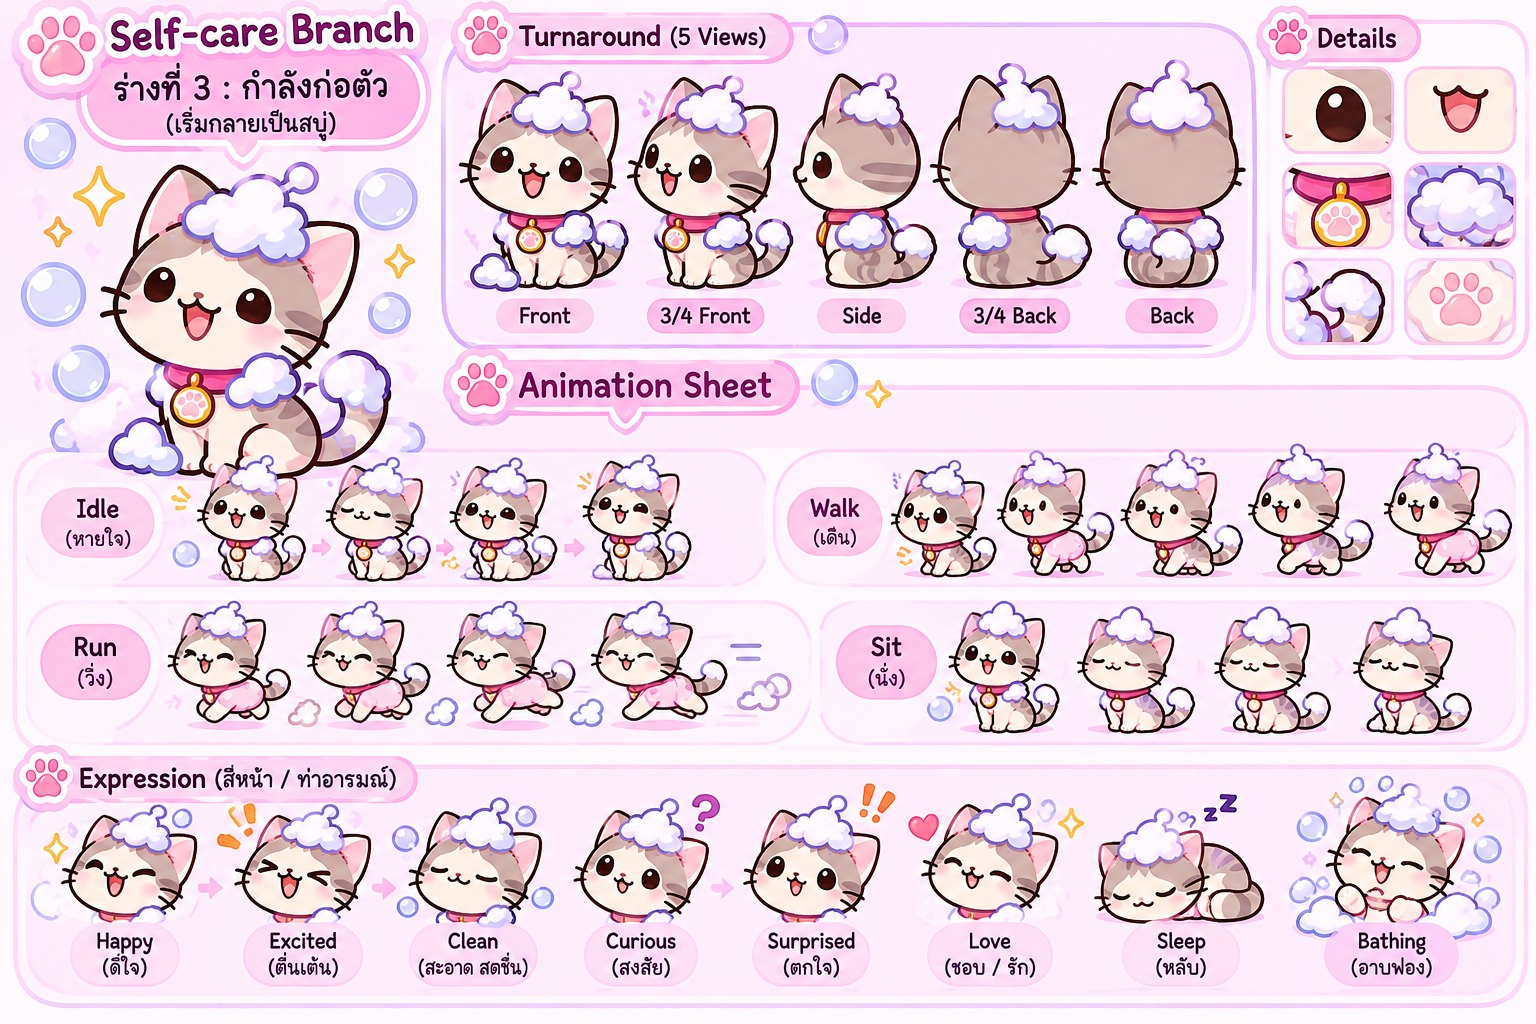 Self-care Branch
ร่างที่ 3 : กำลังก่อตัว
(เริ่มกลายเป็นสบู่)
Turnaround (5 Views)
Front
3/4 Front
Side
3/4 Back
Back
Details
Animation Sheet
Idle
(หายใจ)
Walk
(เดิน)
Run
(วิ่ง)
Sit
(นั่ง)
Expression (สีหน้า / ท่าอารมณ์)
?
!!
!!
z z Z
Happy
(ดีใจ)
Excited
(ตื่นเต้น)
Clean
(สะอาด สดชื่น)
Curious
(สงสัย)
Surprised
(ตกใจ)
Love
(ชอบ / รัก)
Sleep
(หลับ)
Bathing
(อาบฟอง)